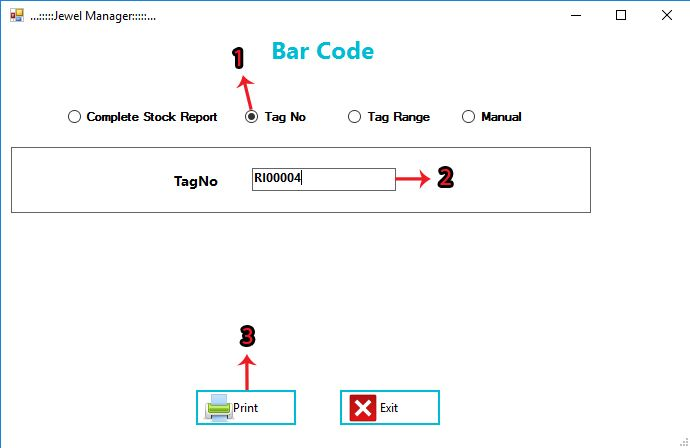 ...:::::Jewel Manager:::::...
Bar Code
1
Complete Stock Report Tag No Tag Range Manual
TagNo RI00004 2
3
Print Exit